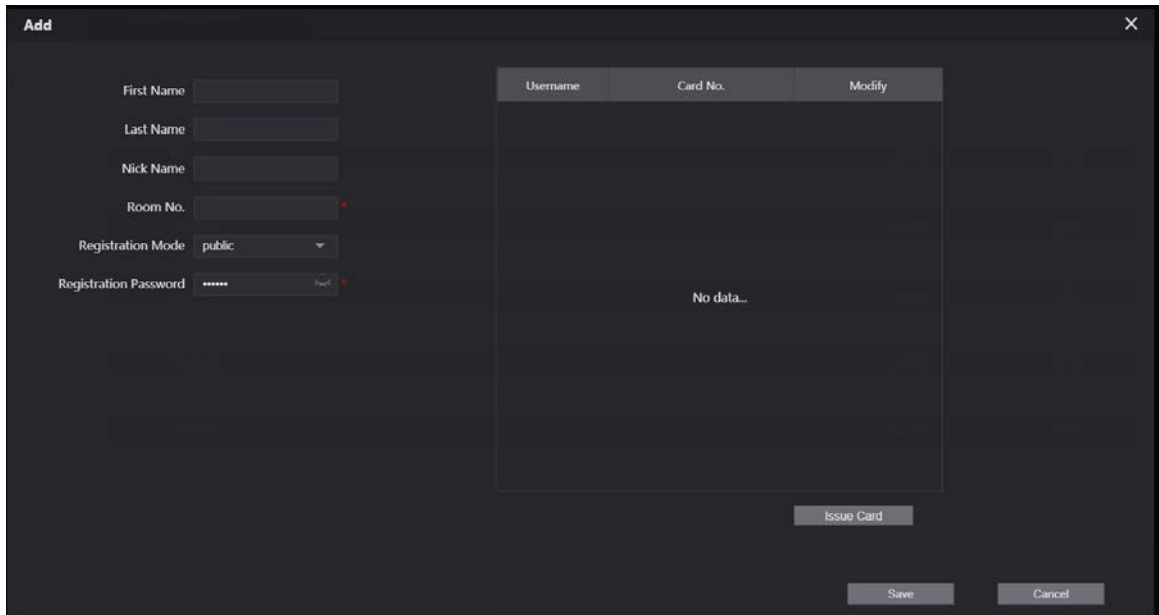 Add
First Name
Last Name
Nick Name
Room No. *
Registration Mode public
Registration Password •••••• *
Username Card No. Modify
No data...
Issue Card
Save Cancel